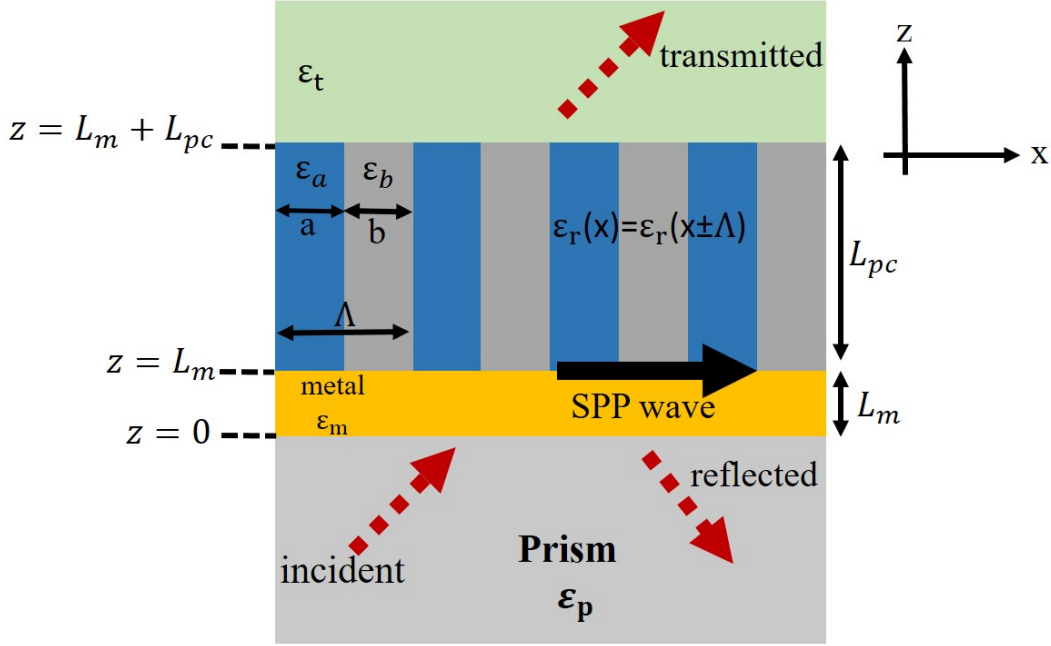 z
transmitted
εt
z = Lm + Lpc
x
εa
εb
a
b
εr(x)=εr(x±Λ)
Lpc
Λ
z = Lm
metal
SPP wave
Lm
εm
z = 0
reflected
incident
Prism
εp